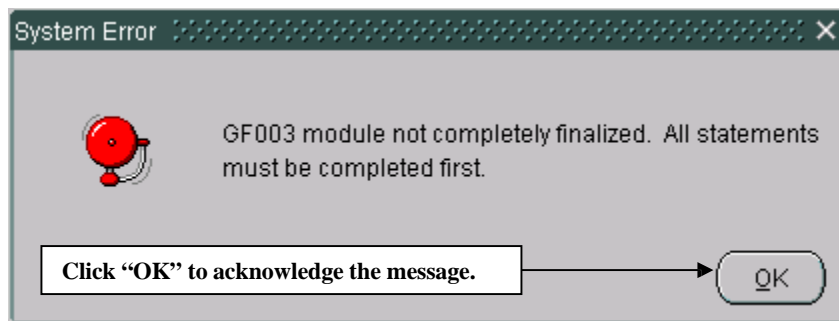 System Error
GF003 module not completely finalized.  All statements
must be completed first.
Click “OK” to acknowledge the message.
OK